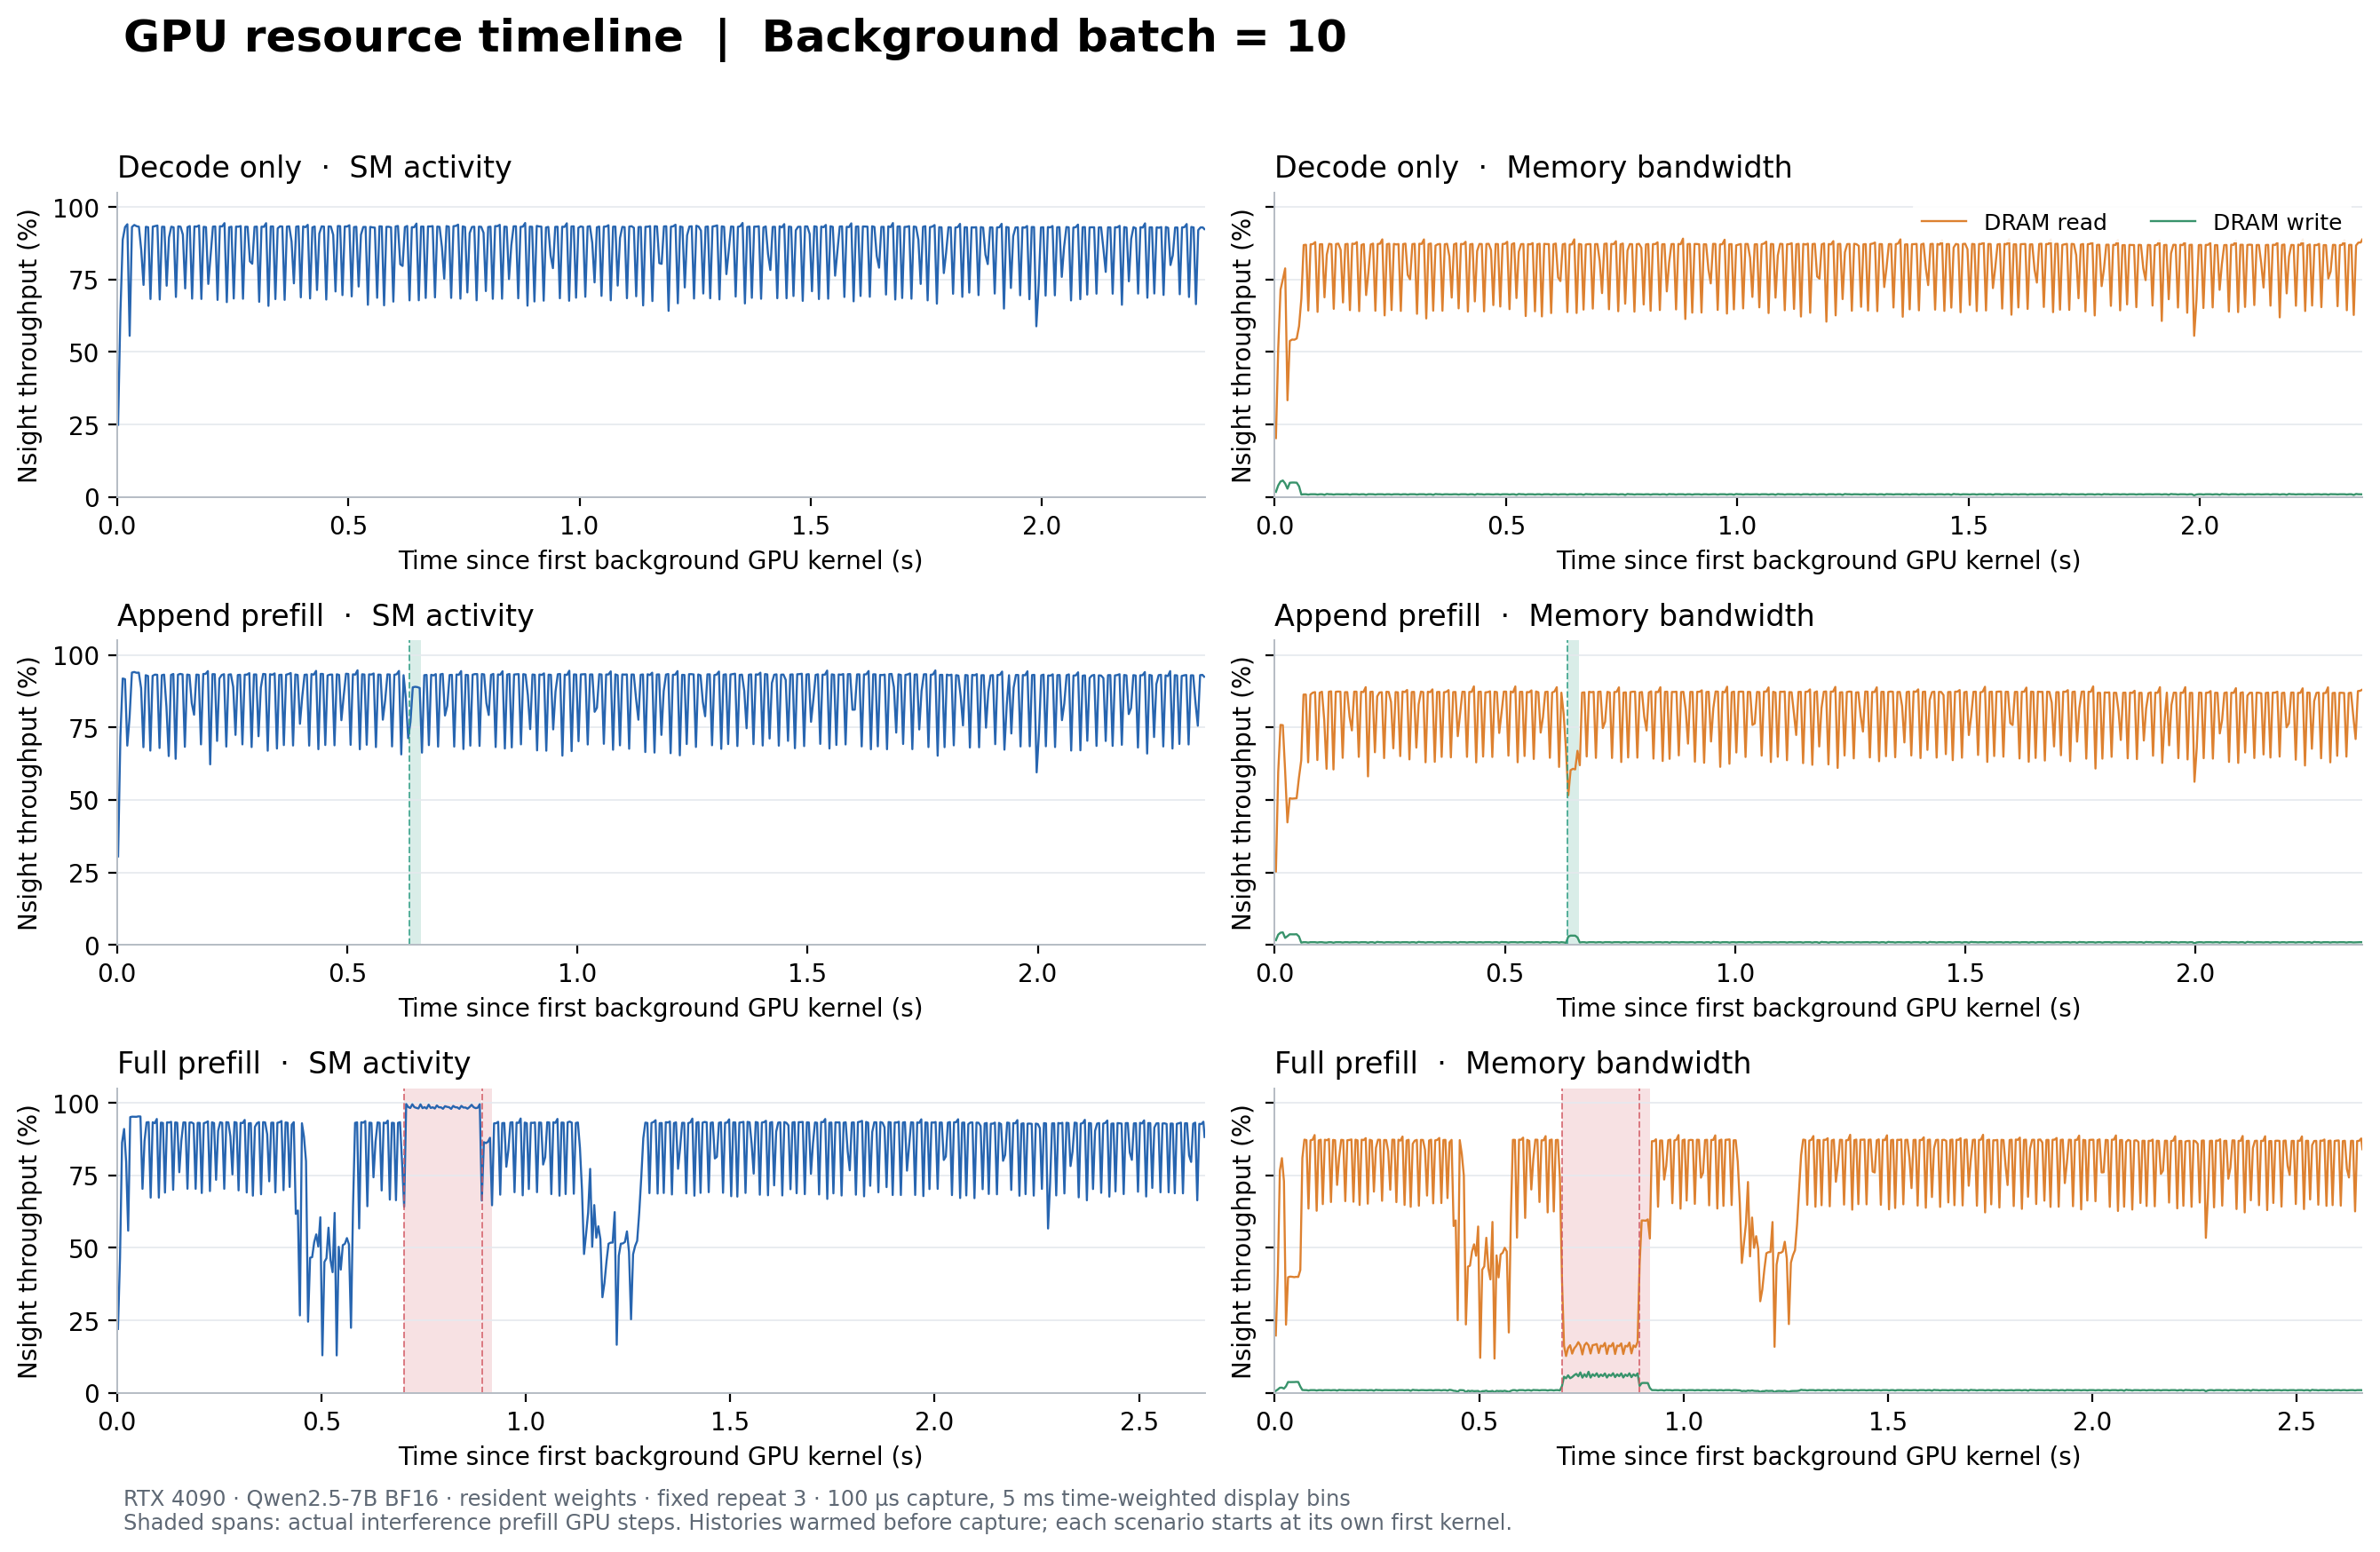 GPU resource timeline | Background batch = 10
Decode only · SM activity
Nsight throughput (%)
100
75
50
25
0
0.0 0.5 1.0 1.5 2.0
Time since first background GPU kernel (s)
Decode only · Memory bandwidth
DRAM read DRAM write
Nsight throughput (%)
0.0 0.5 1.0 1.5 2.0
Time since first background GPU kernel (s)
Append prefill · SM activity
Nsight throughput (%)
100
75
50
25
0
0.0 0.5 1.0 1.5 2.0
Time since first background GPU kernel (s)
Append prefill · Memory bandwidth
Nsight throughput (%)
0.0 0.5 1.0 1.5 2.0
Time since first background GPU kernel (s)
Full prefill · SM activity
Nsight throughput (%)
100
75
50
25
0
0.0 0.5 1.0 1.5 2.0 2.5
Time since first background GPU kernel (s)
Full prefill · Memory bandwidth
Nsight throughput (%)
0.0 0.5 1.0 1.5 2.0 2.5
Time since first background GPU kernel (s)
RTX 4090 · Qwen2.5-7B BF16 · resident weights · fixed repeat 3 · 100 µs capture, 5 ms time-weighted display bins
Shaded spans: actual interference prefill GPU steps. Histories warmed before capture; each scenario starts at its own first kernel.